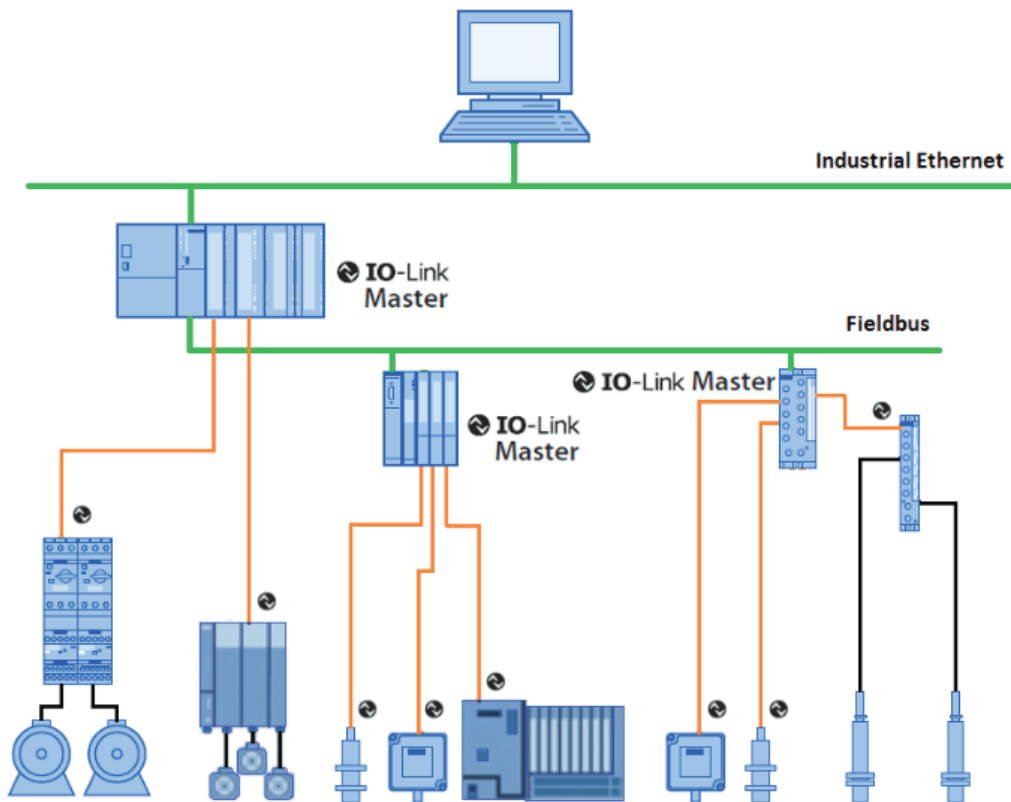 Industrial Ethernet
IO-Link
Master
Fieldbus
IO-Link Master
IO-Link
Master